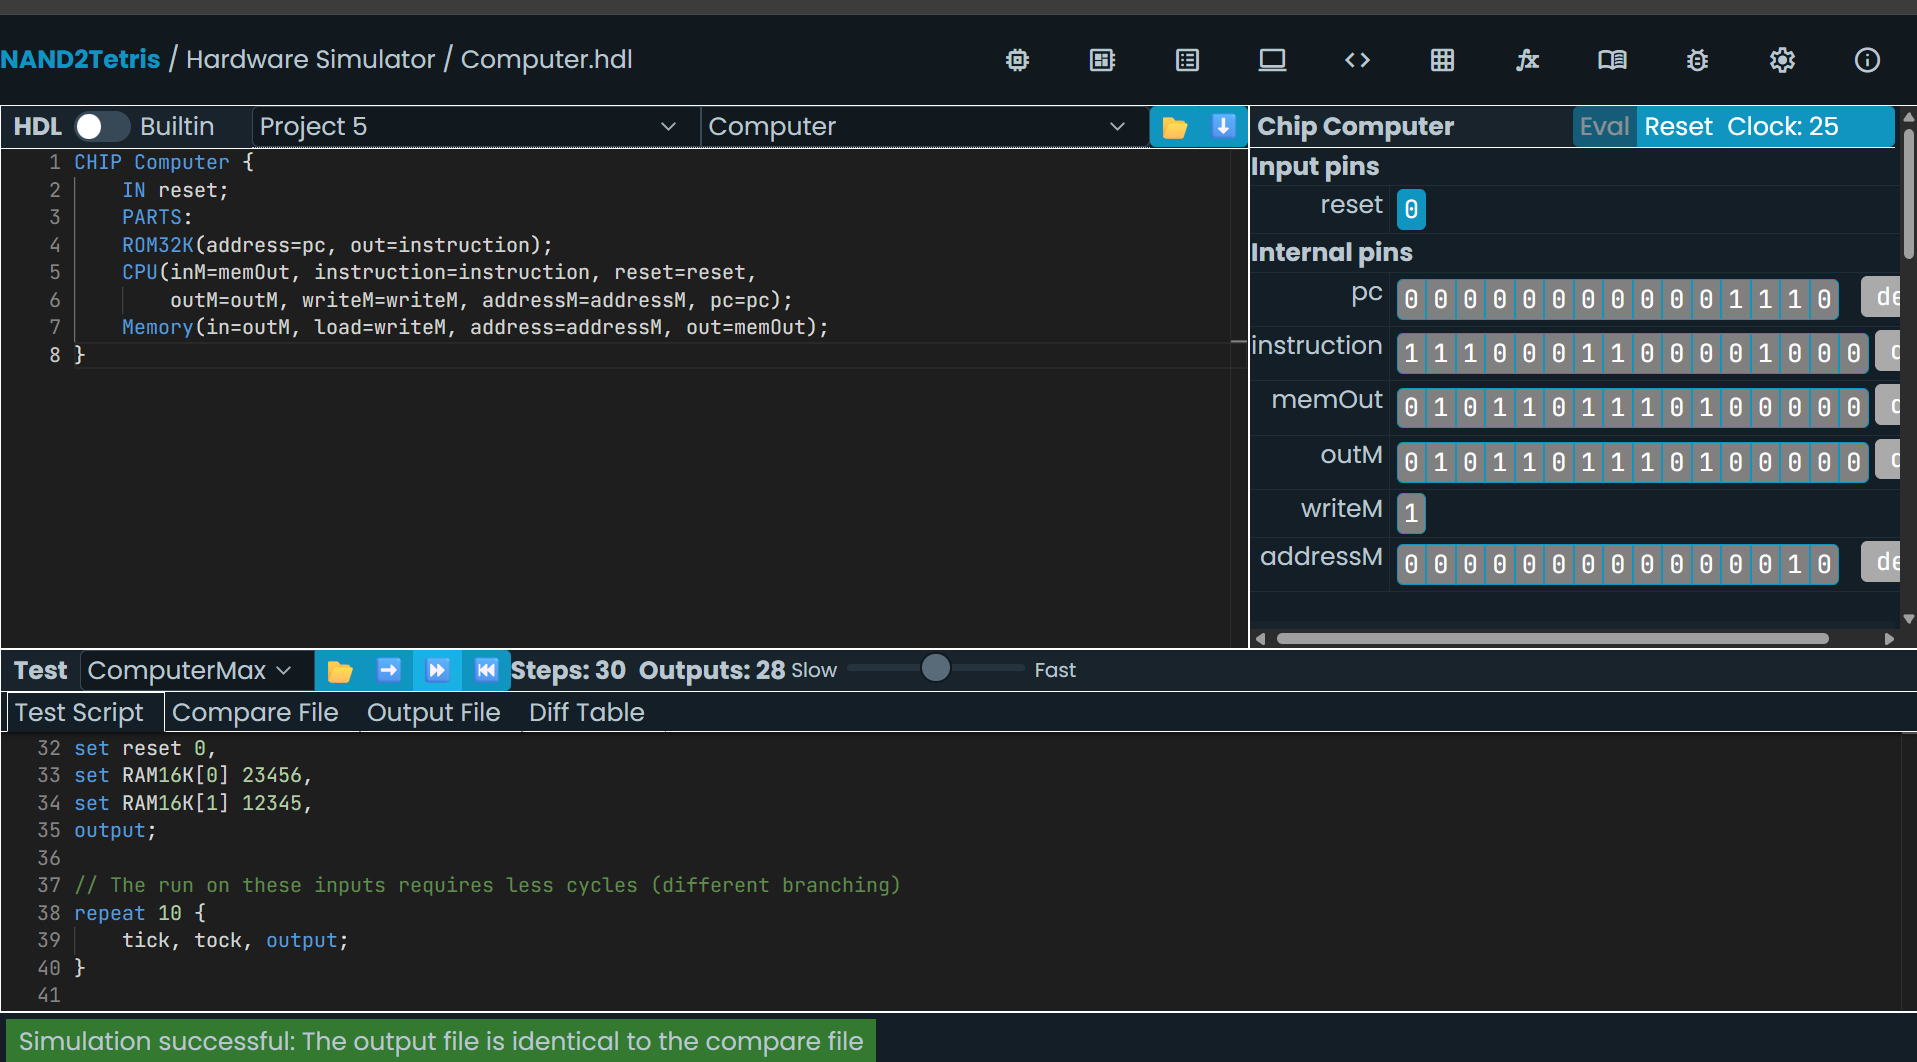 NAND2Tetris / Hardware Simulator / Computer.hdl
HDL Builtin Project 5 Computer
1 CHIP Computer {
2 IN reset;
3 PARTS:
4 ROM32K(address=pc, out=instruction);
5 CPU(inM=memOut, instruction=instruction, reset=reset,
6 outM=outM, writeM=writeM, addressM=addressM, pc=pc);
7 Memory(in=outM, load=writeM, address=addressM, out=memOut);
8 }
Chip Computer Eval Reset Clock: 25
Input pins
reset 0
Internal pins
pc 0 0 0 0 0 0 0 0 0 0 0 1 1 1 0 de
instruction 1 1 1 0 0 0 1 1 0 0 0 0 1 0 0 0 d
memOut 0 1 0 1 1 0 1 1 1 0 1 0 0 0 0 0 d
outM 0 1 0 1 1 0 1 1 1 0 1 0 0 0 0 0 d
writeM 1
addressM 0 0 0 0 0 0 0 0 0 0 0 0 0 1 0 de
Test ComputerMax Steps: 30 Outputs: 28 Slow Fast
Test Script Compare File Output File Diff Table
32 set reset 0,
33 set RAM16K[0] 23456,
34 set RAM16K[1] 12345,
35 output;
36
37 // The run on these inputs requires less cycles (different branching)
38 repeat 10 {
39 tick, tock, output;
40 }
41
Simulation successful: The output file is identical to the compare file